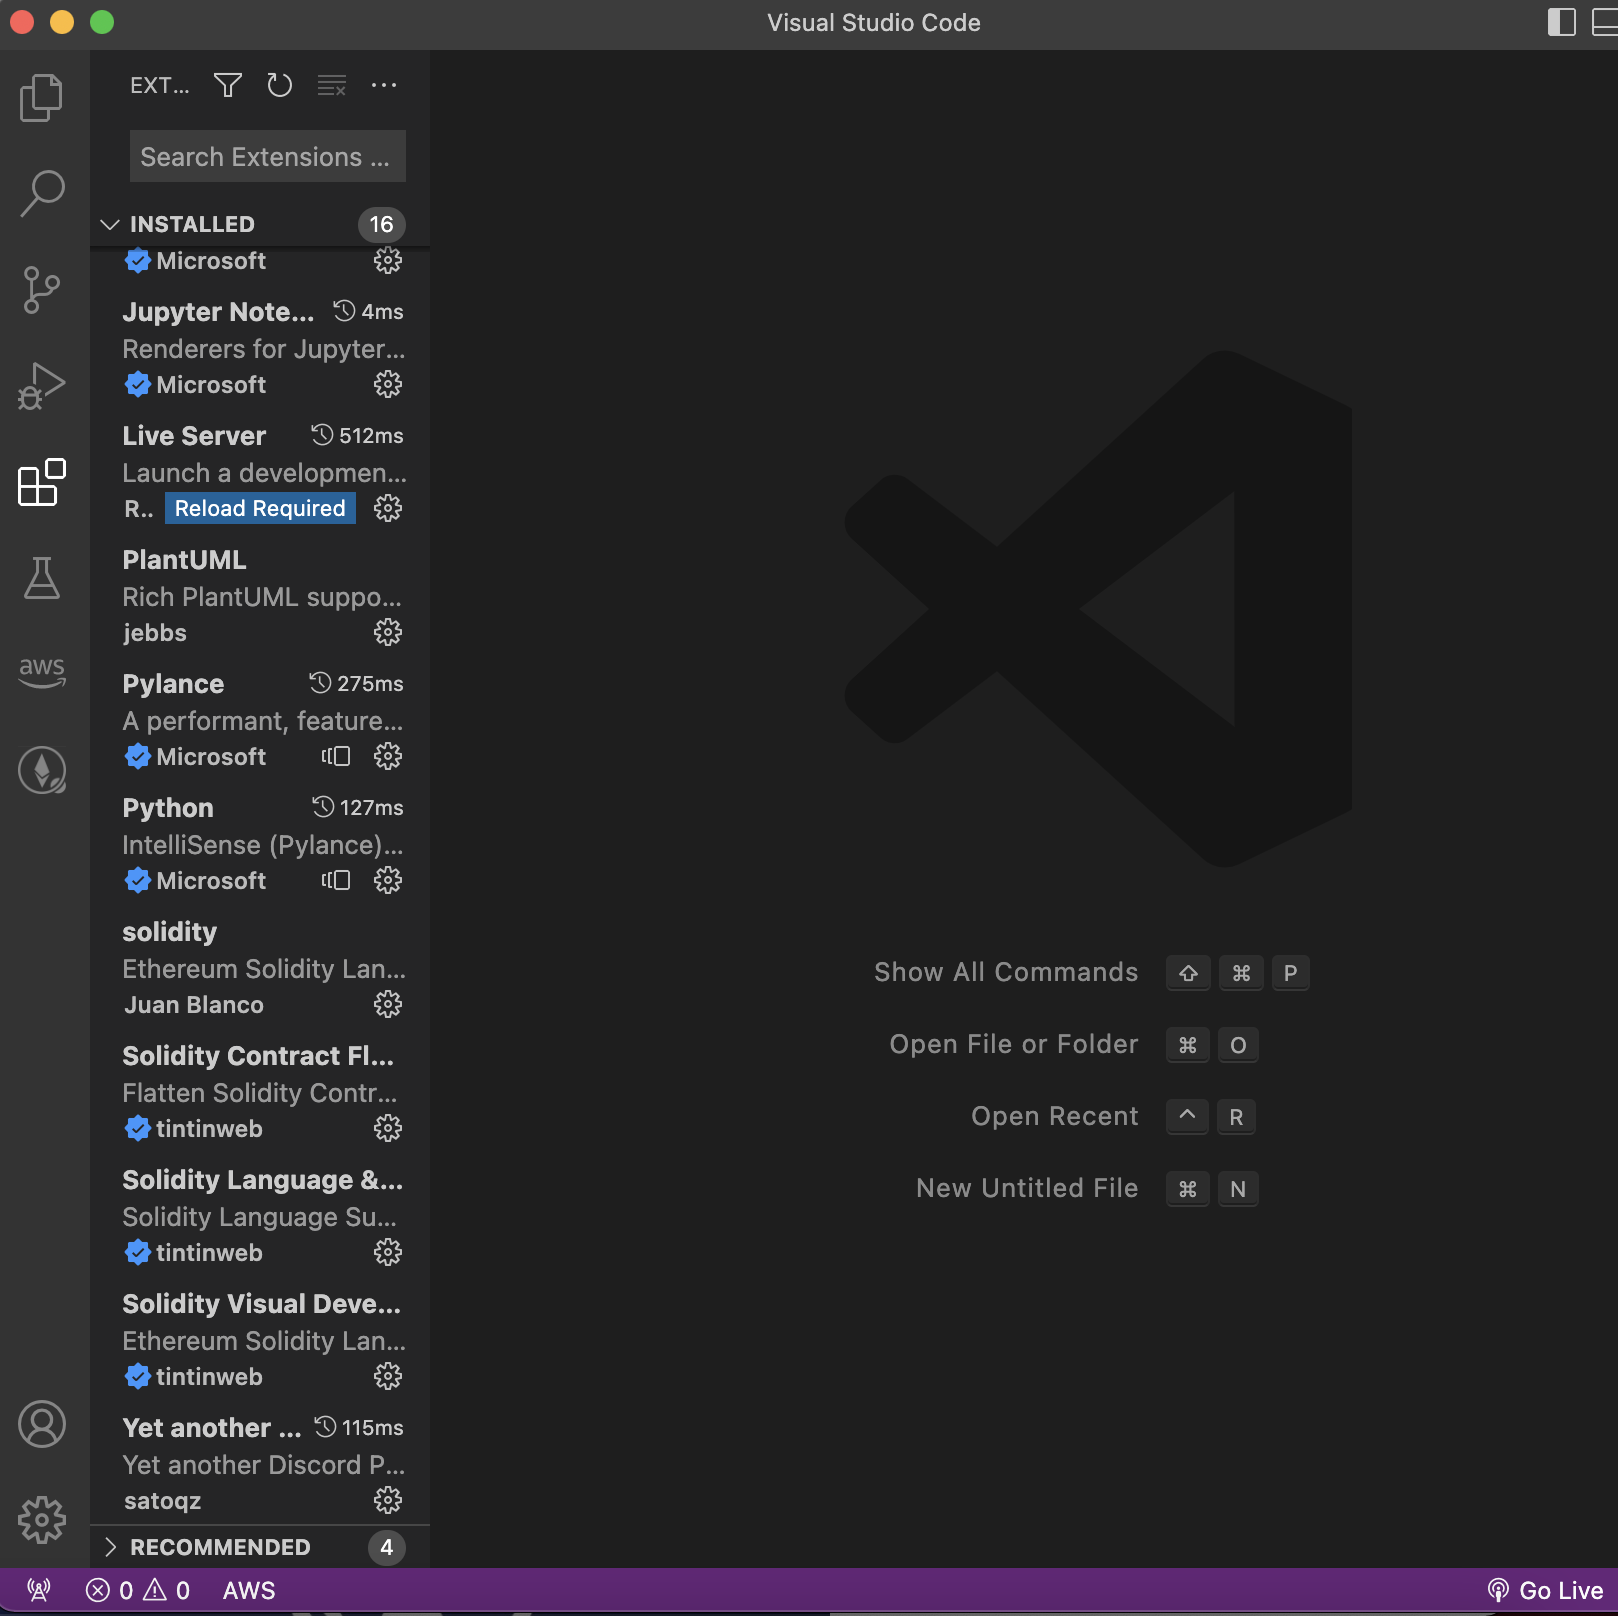 Visual Studio Code
EXT...
Search Extensions ...
INSTALLED 16
Microsoft
Jupyter Note... 4ms
Renderers for Jupyter...
Microsoft
Live Server 512ms
Launch a developmen...
R.. Reload Required
PlantUML
Rich PlantUML suppo...
jebbs
Pylance 275ms
A performant, feature...
Microsoft
Python 127ms
IntelliSense (Pylance)...
Microsoft
solidity
Ethereum Solidity Lan...
Juan Blanco
Solidity Contract Fl...
Flatten Solidity Contr...
tintinweb
Solidity Language &...
Solidity Language Su...
tintinweb
Solidity Visual Deve...
Ethereum Solidity Lan...
tintinweb
Yet another ... 115ms
Yet another Discord P...
satoqz
RECOMMENDED 4
aws
Show All Commands ⇧ ⌘ P
Open File or Folder ⌘ O
Open Recent ^ R
New Untitled File ⌘ N
0 0 AWS
Go Live